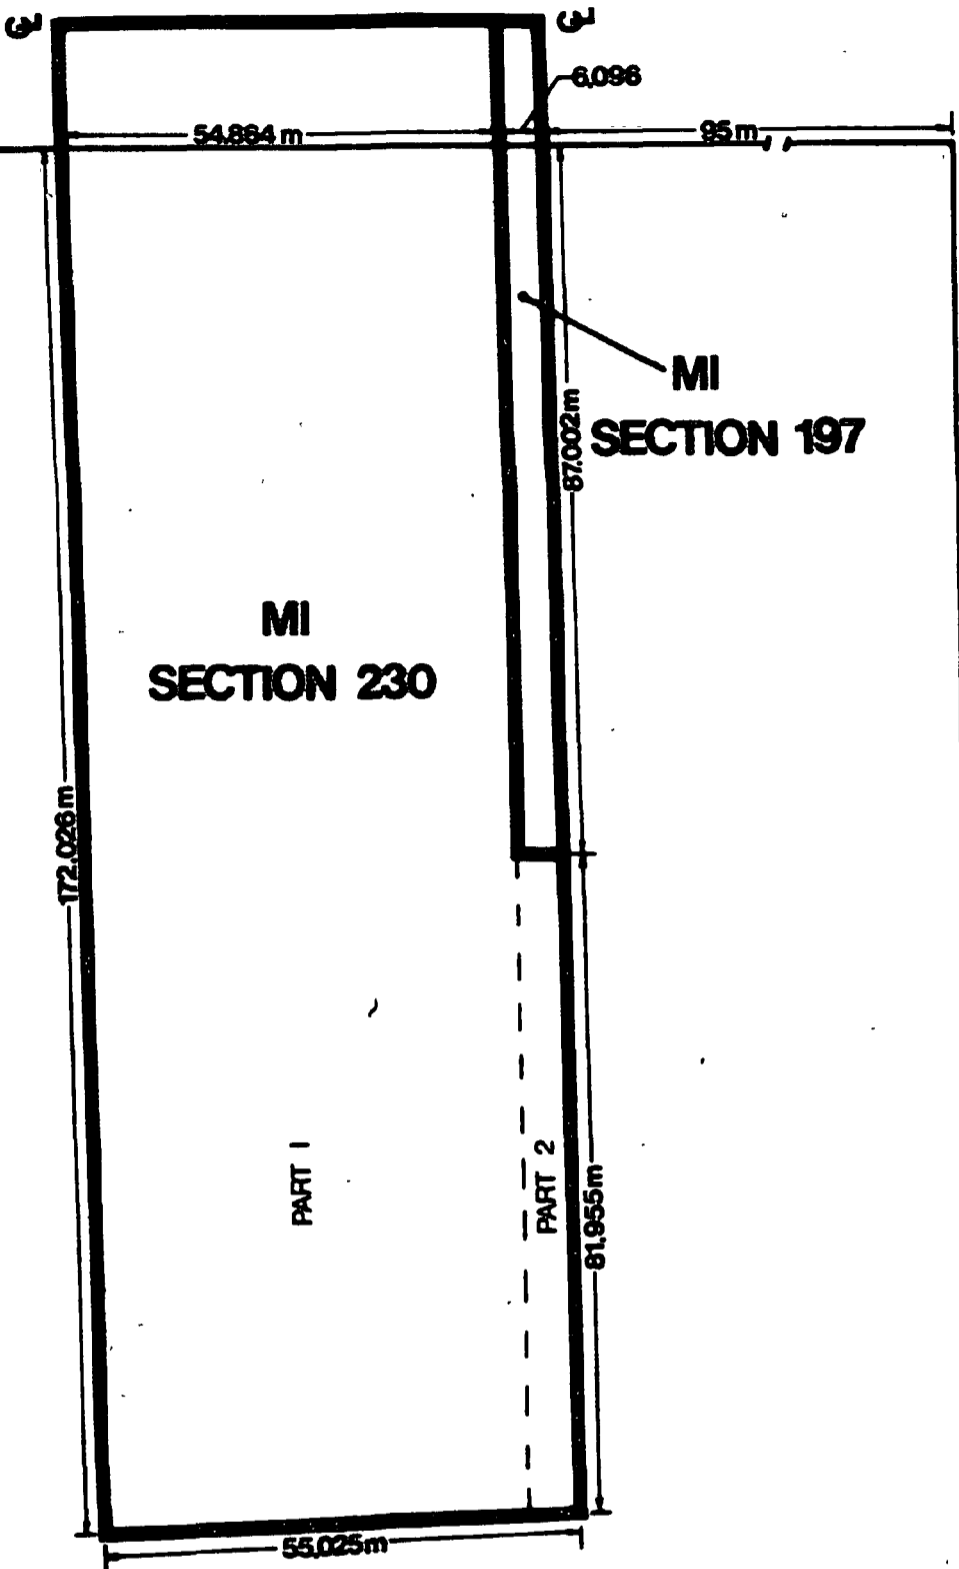 ℄ ℄
6.096
54.864 m 95 m
MI
SECTION 197
87.002m
MI
SECTION 230
172.026m
PART 1
PART 2
81.955m
55.025m